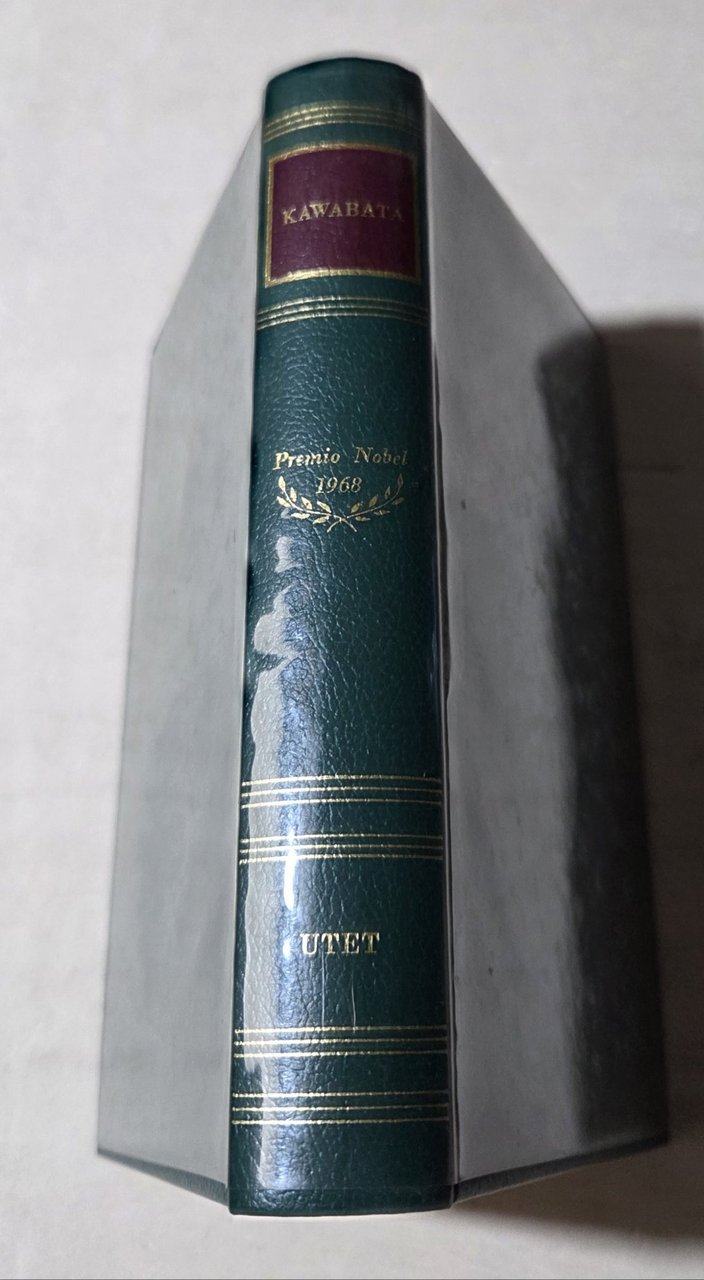 KAWABATA
Premio Nobel
1968
UTET